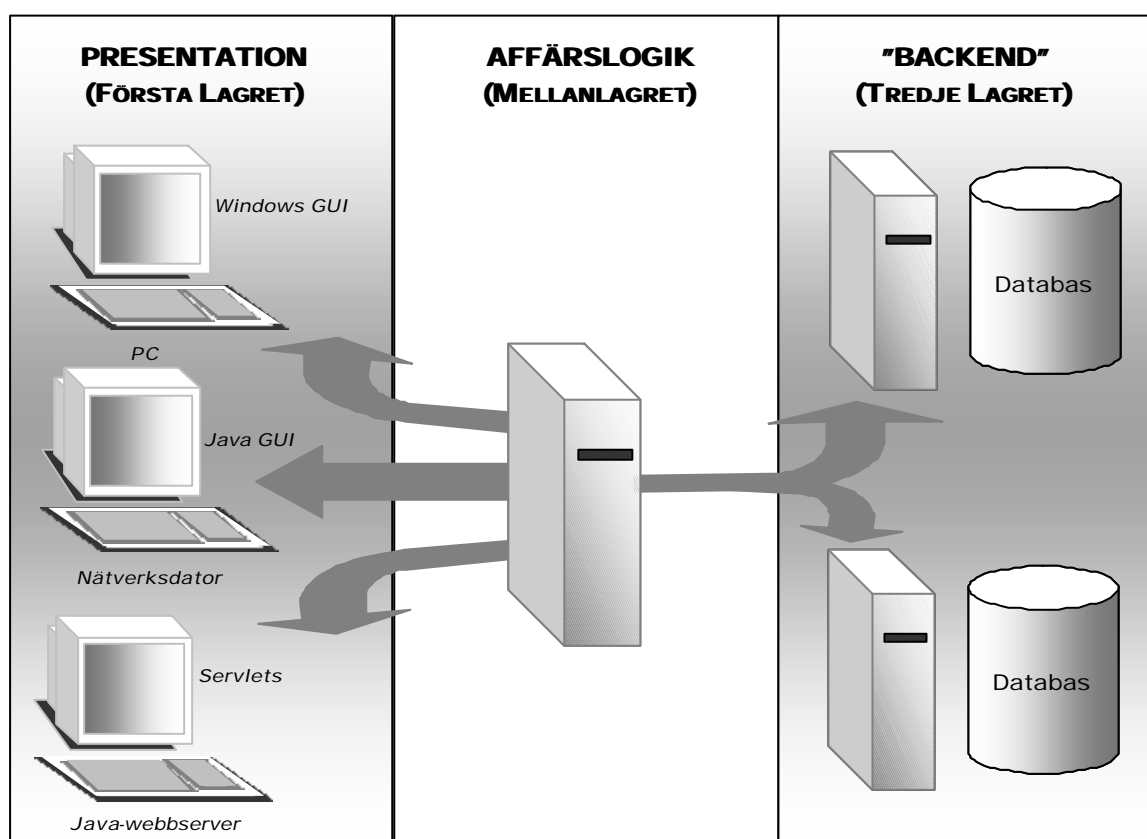 PRESENTATION
(FÖRSTA LAGRET)
Windows GUI
PC
Java GUI
Nätverksdator
Servlets
Java-webbserver
AFFÄRSLOGIK
(MELLANLAGRET)
"BACKEND"
(TREDJE LAGRET)
Databas
Databas